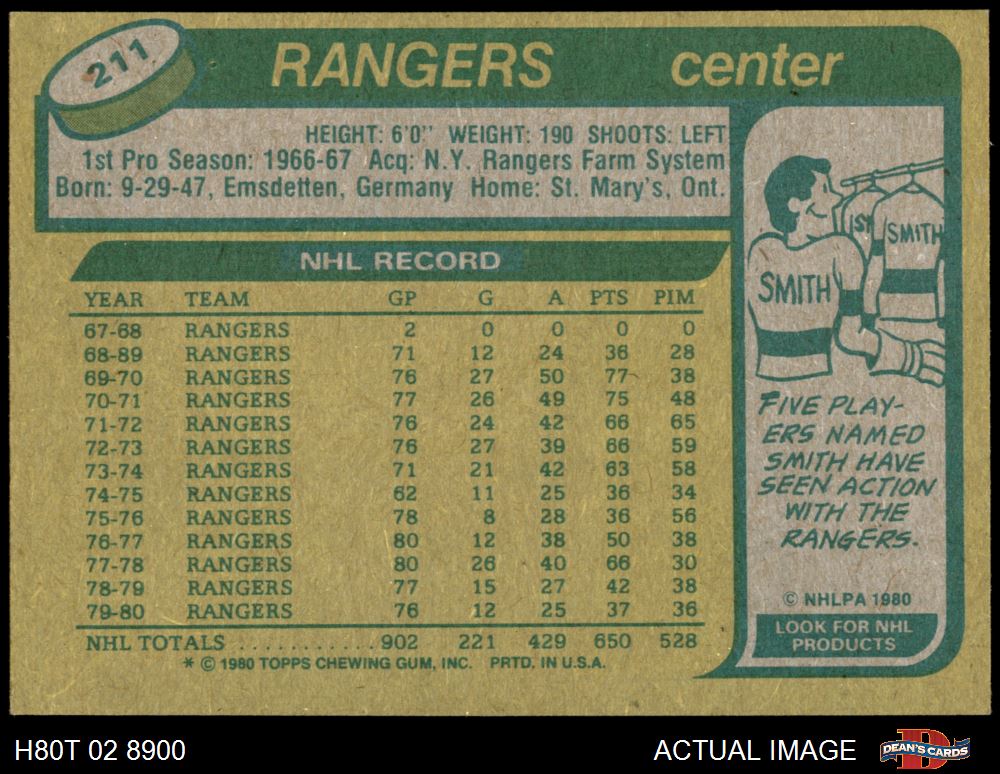 211
RANGERS center
HEIGHT: 6'0" WEIGHT: 190 SHOOTS: LEFT
1st Pro Season: 1966-67 Acq: N.Y. Rangers Farm System
Born: 9-29-47, Emsdetten, Germany Home: St. Mary's, Ont.
NHL RECORD
YEAR TEAM GP G A PTS PIM
67-68 RANGERS 2 0 0 0 0
68-89 RANGERS 71 12 24 36 28
69-70 RANGERS 76 27 50 77 38
70-71 RANGERS 77 26 49 75 48
71-72 RANGERS 76 24 42 66 65
72-73 RANGERS 76 27 39 66 59
73-74 RANGERS 71 21 42 63 58
74-75 RANGERS 62 11 25 36 34
75-76 RANGERS 78 8 28 36 56
76-77 RANGERS 80 12 38 50 38
77-78 RANGERS 80 26 40 66 30
78-79 RANGERS 77 15 27 42 38
79-80 RANGERS 76 12 25 37 36
NHL TOTALS ............902 221 429 650 528
* © 1980 TOPPS CHEWING GUM, INC. PRTD. IN U.S.A.
SMITH
SMITH
FIVE PLAY-
ERS NAMED
SMITH HAVE
SEEN ACTION
WITH THE
RANGERS.
© NHLPA 1980
LOOK FOR NHL
PRODUCTS
H80T 02 8900 ACTUAL IMAGE
DEAN'S CARDS